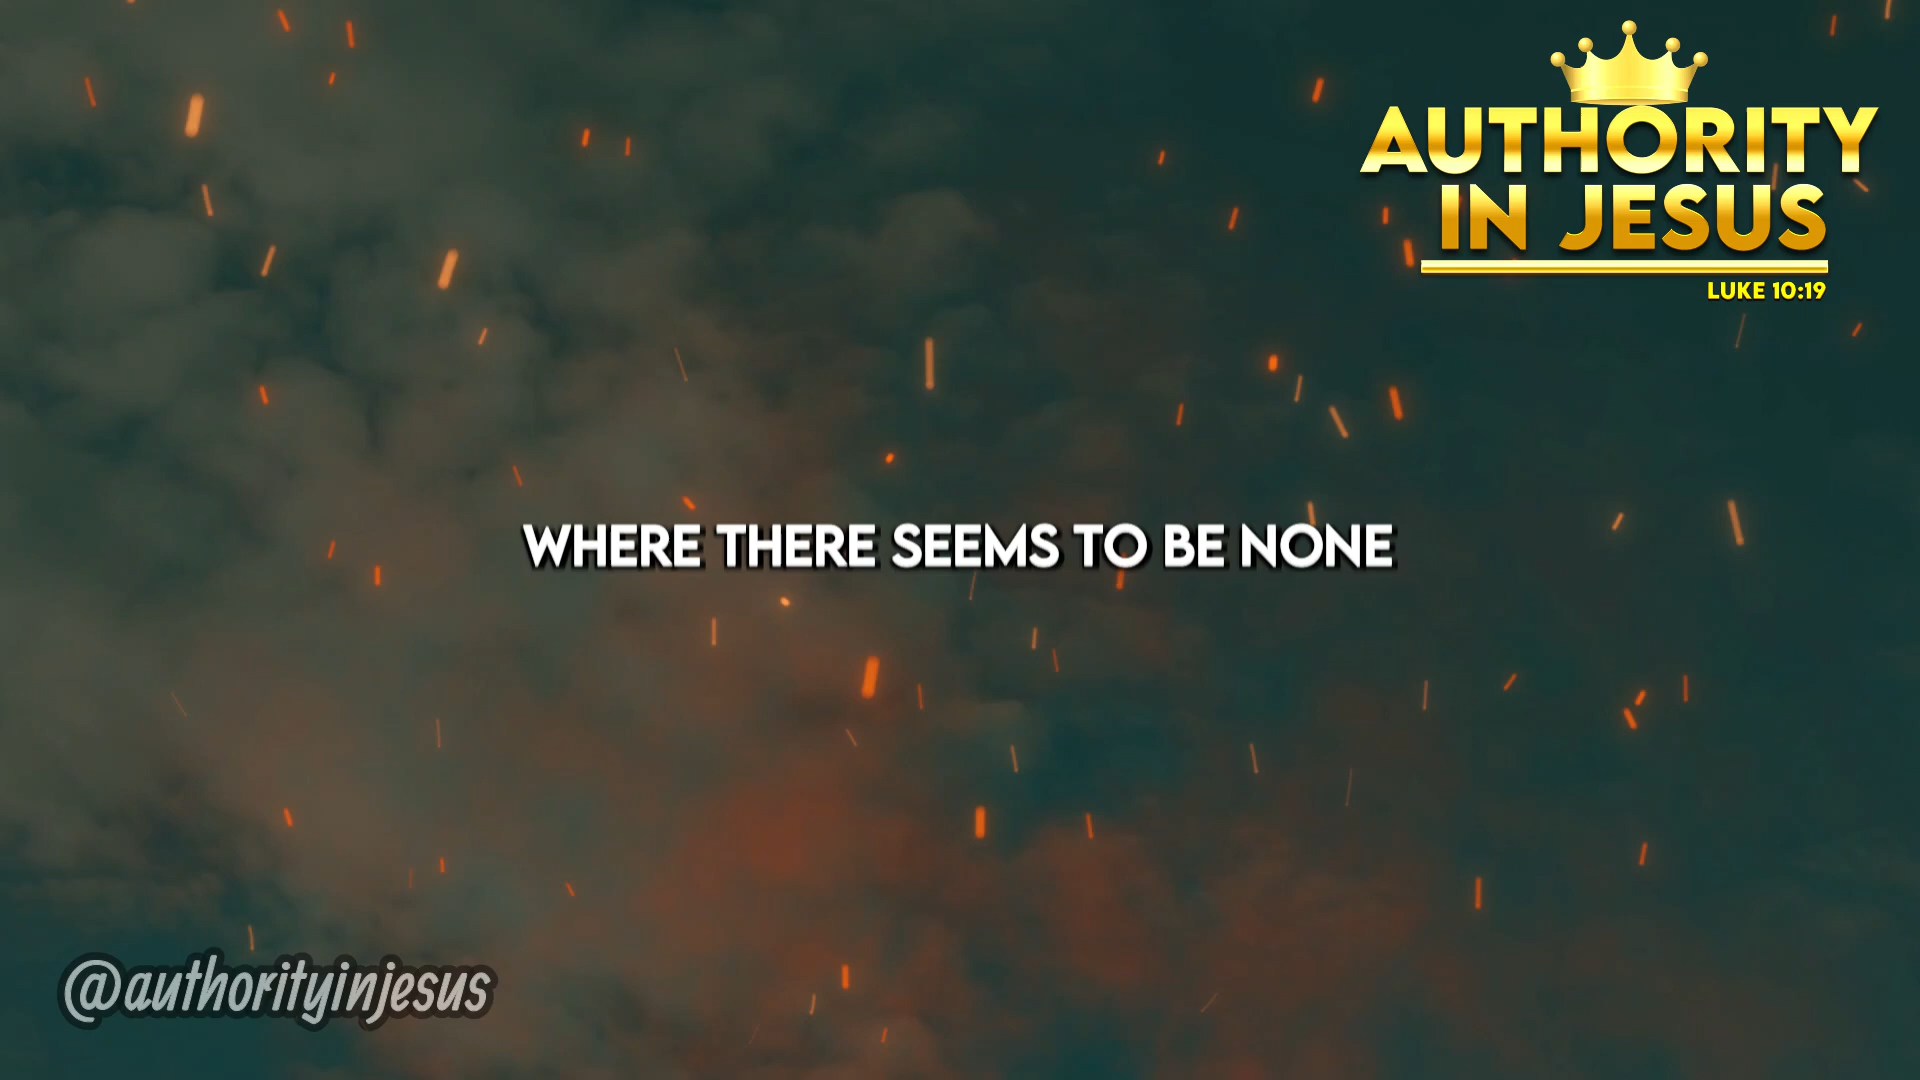 AUTHORITY
IN JESUS
LUKE 10:19
WHERE THERE SEEMS TO BE NONE
@authorityinjesus